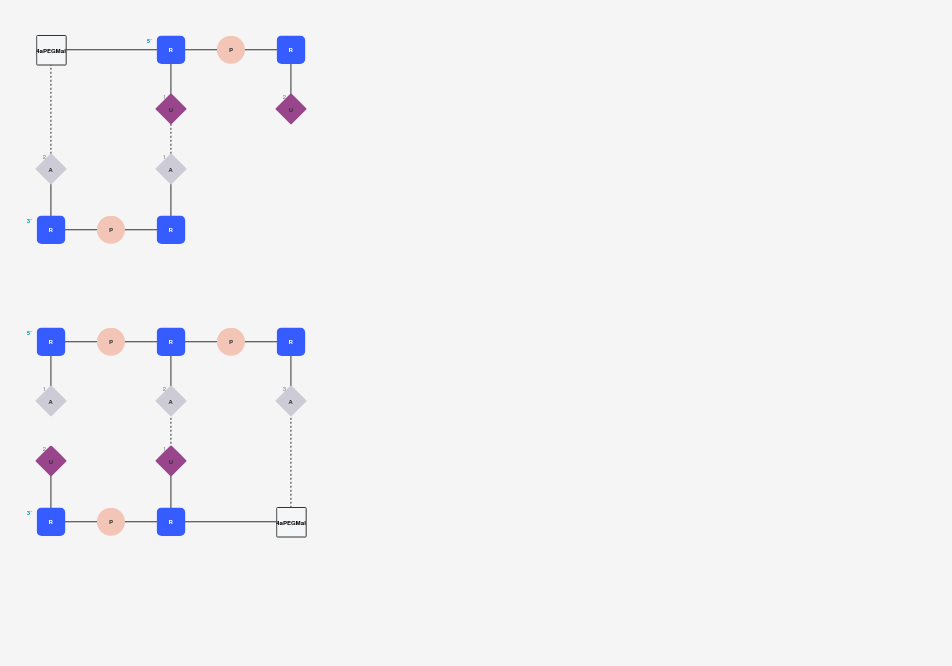 5'
4aPEGMal R P R
1 U 2 U
2 A 1 A
3'
R P R
5'
R P R P R
1 A 2 A 3 A
2 U 1 U
3'
R P R 4aPEGMal